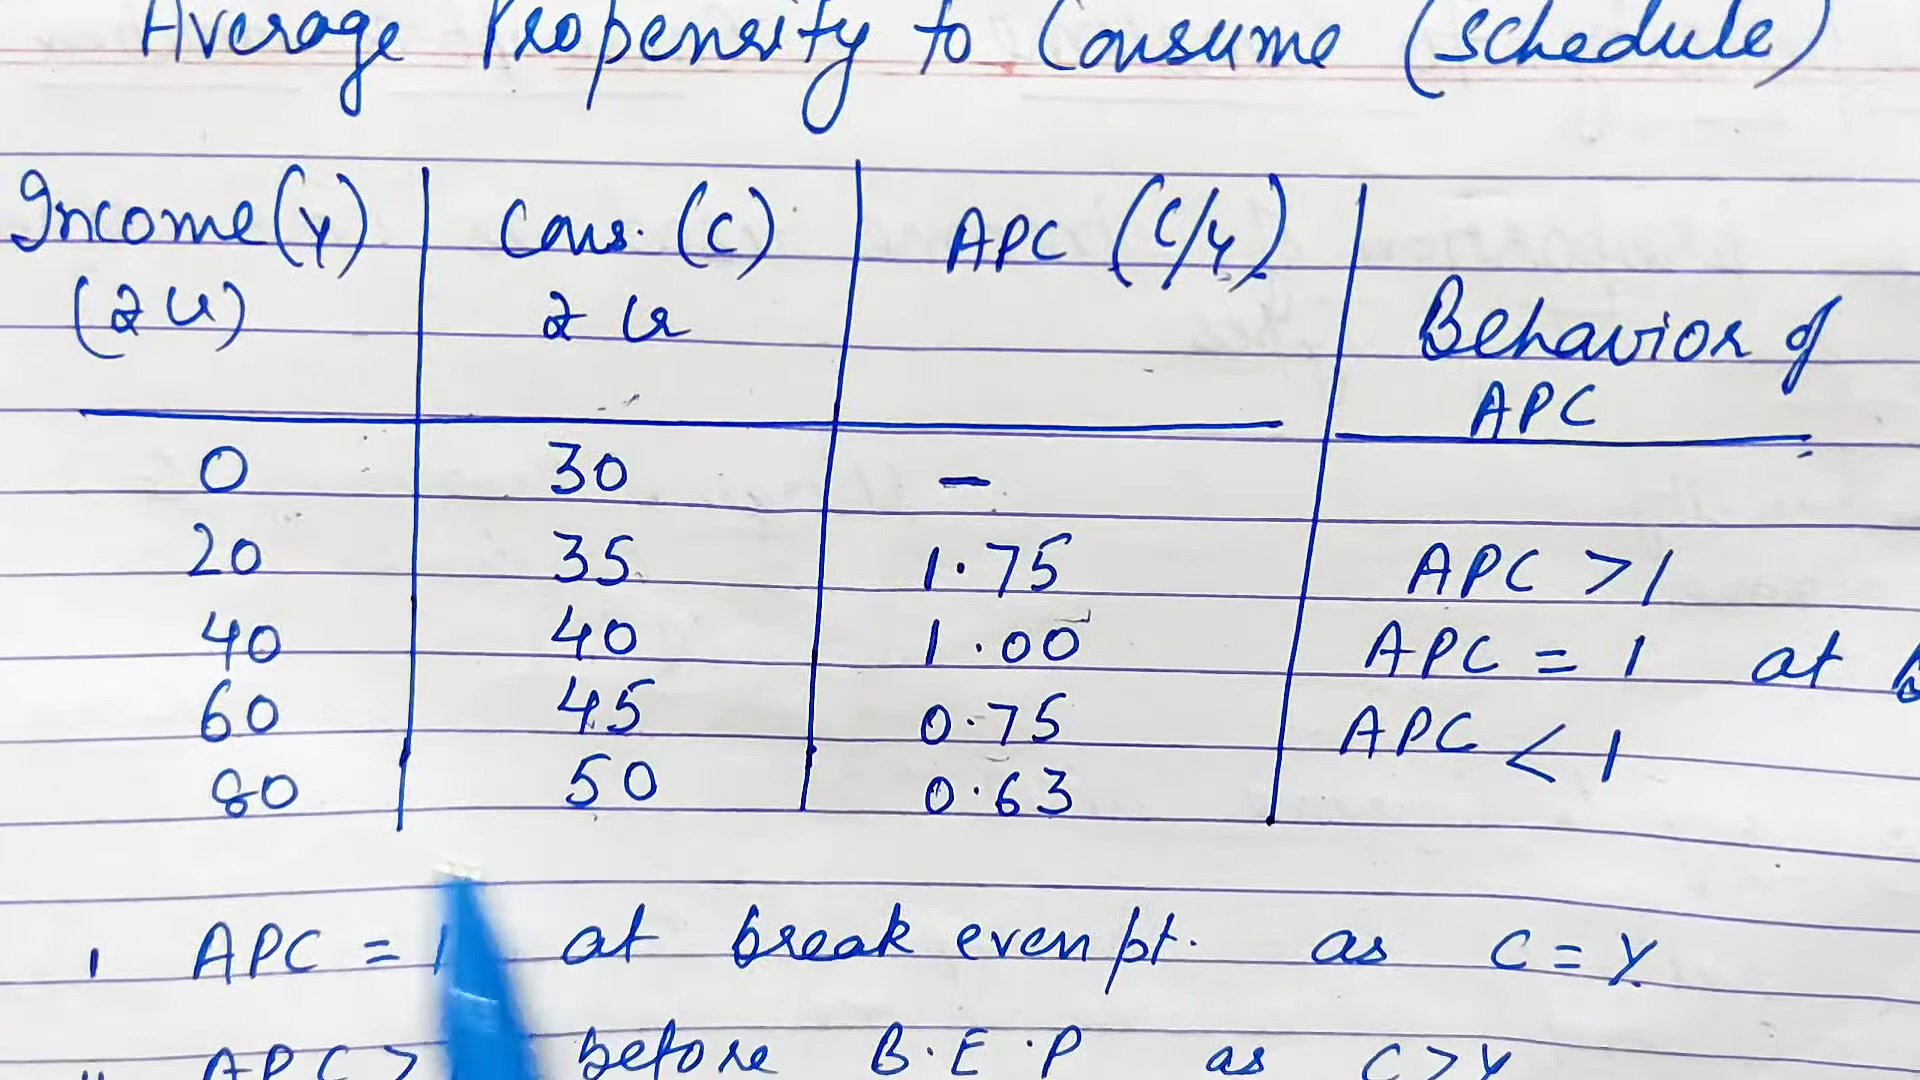 Average Propensity to Consume (Schedule)
Income (Y) Cons. (C) APC (C/Y) Behavior of APC
0 30 –
20 35 1.75 APC > 1
40 40 1.00 APC = 1 at
60 45 0.75 APC < 1
80 50 0.63
1 APC = 1 at break even pt. as C = Y
APC > before B.E.P as C > Y